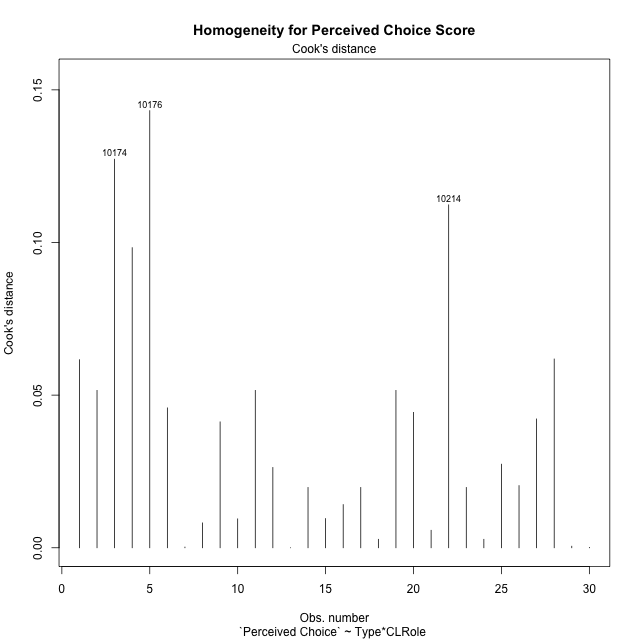 Homogeneity for Perceived Choice Score
Cook's distance
Cook's distance
0.15
0.10
0.05
0.00
10176
10174
10214
0 5 10 15 20 25 30
Obs. number
`Perceived Choice` ~ Type*CLRole